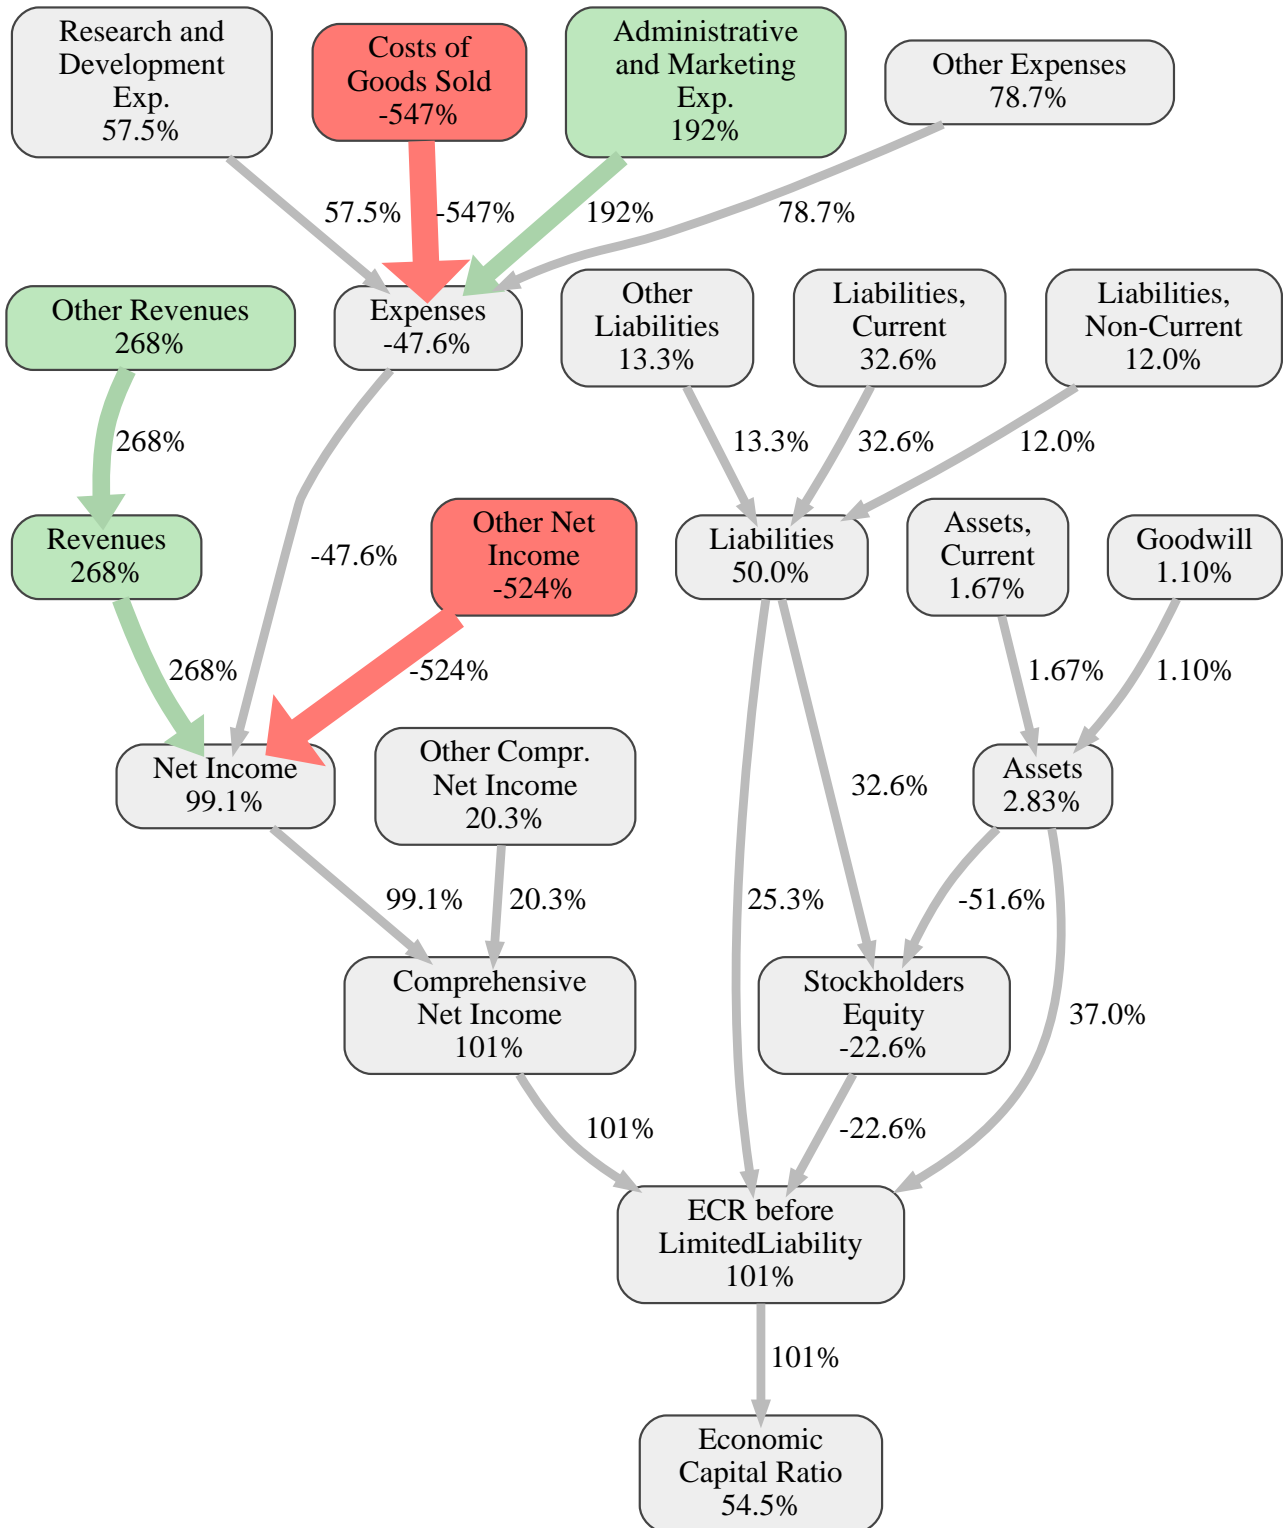 Research and
Development
Exp.
57.5%
Costs of
Goods Sold
-547%
Administrative
and Marketing
Exp.
192%
Other Expenses
78.7%
57.5%
-547%
192%
78.7%
Other Revenues
268%
Expenses
-47.6%
Other
Liabilities
13.3%
Liabilities,
Current
32.6%
Liabilities,
Non-Current
12.0%
268%
13.3%
32.6%
12.0%
Revenues
268%
-47.6%
Other Net
Income
-524%
Liabilities
50.0%
Assets,
Current
1.67%
Goodwill
1.10%
268%
-524%
1.67%
1.10%
Net Income
99.1%
Other Compr.
Net Income
20.3%
32.6%
Assets
2.83%
99.1%
20.3%
25.3%
-51.6%
Comprehensive
Net Income
101%
Stockholders
Equity
-22.6%
37.0%
101%
-22.6%
ECR before
LimitedLiability
101%
101%
Economic
Capital Ratio
54.5%